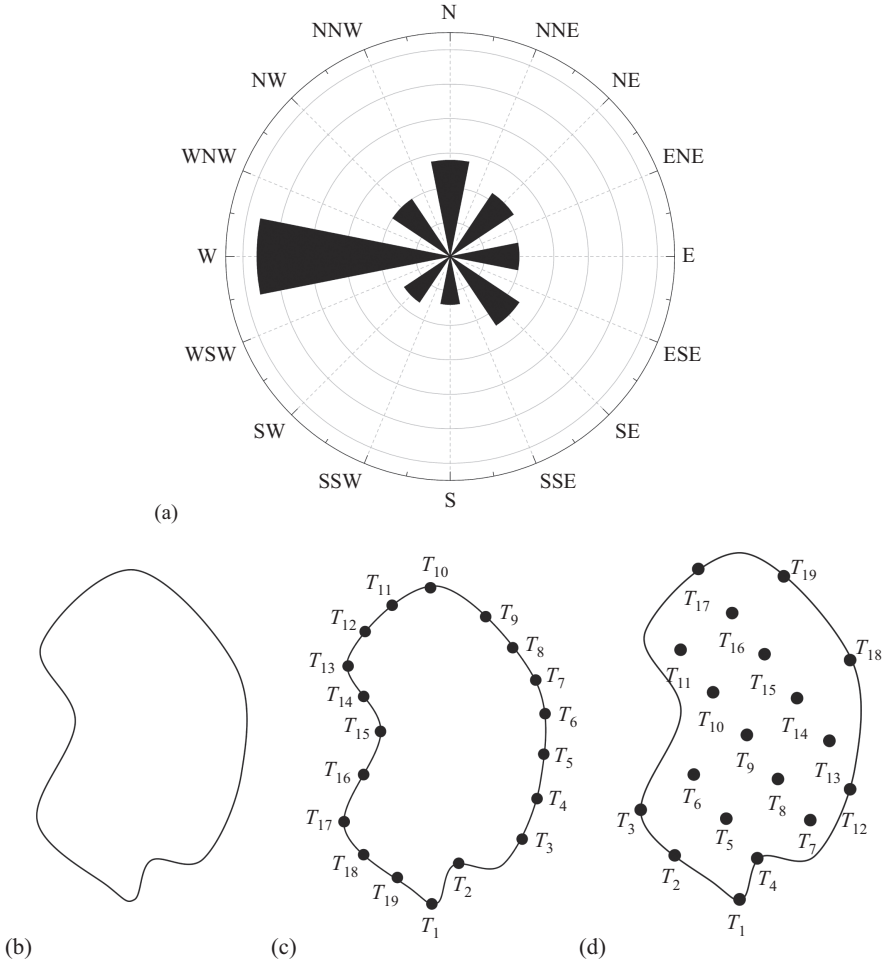 N
NNW NNE
NW NE
WNW ENE
W E
WSW ESE
SW SE
SSW SSE
S
(a)
T10
T11
T12
T9
T13
T8
T14
T7
T15
T6
T16
T5
T17
T4
T18
T3
T19
T2
T1
T19
T17
T16
T18
T11
T15
T10
T14
T9
T13
T6
T8
T3
T12
T5
T7
T2
T4
T1
(b) (c) (d)